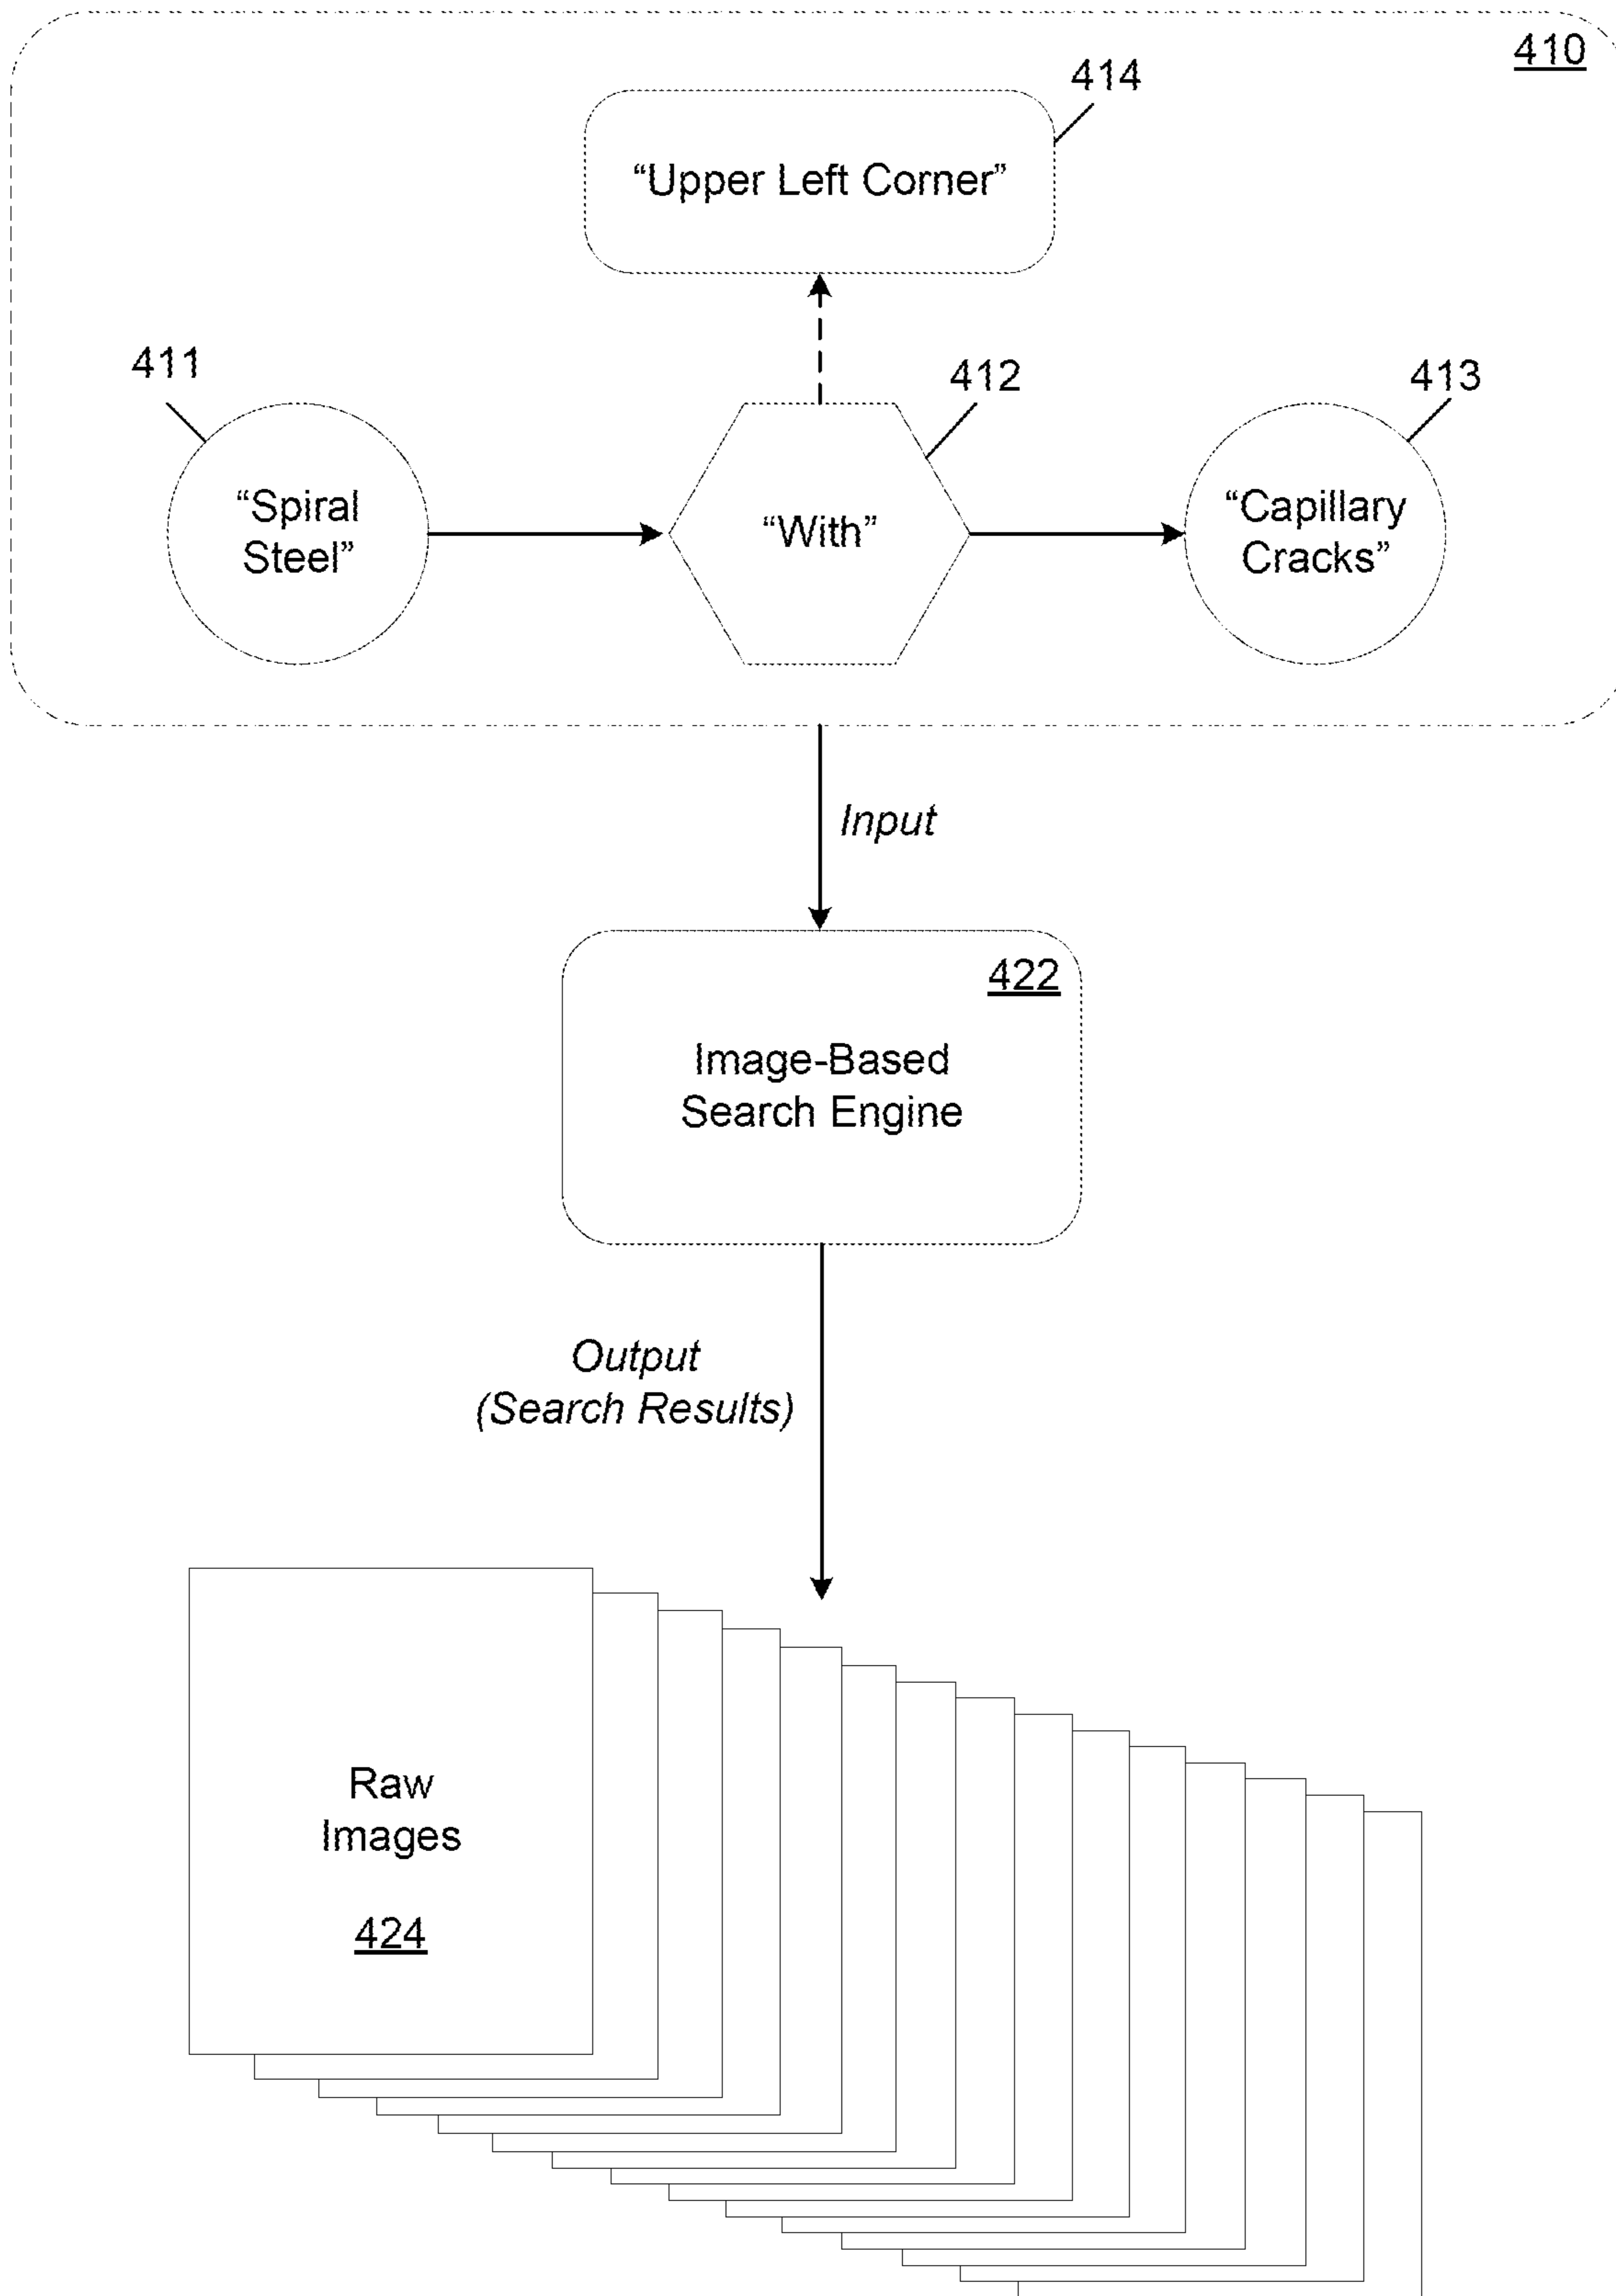 410
414
“Upper Left Corner”
411
412
413
“Spiral
Steel”
“With”
“Capillary
Cracks”
Input
422
Image-Based
Search Engine
Output
(Search Results)
Raw
Images
424